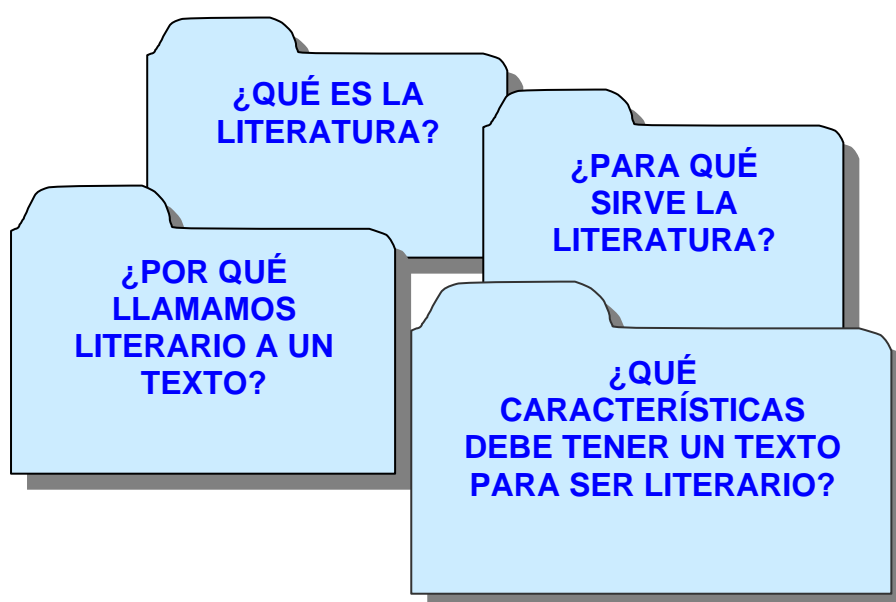 ¿QUÉ ES LA
LITERATURA?
¿PARA QUÉ
SIRVE LA
LITERATURA?
¿POR QUÉ
LLAMAMOS
LITERARIO A UN
TEXTO?
¿QUÉ
CARACTERÍSTICAS
DEBE TENER UN TEXTO
PARA SER LITERARIO?